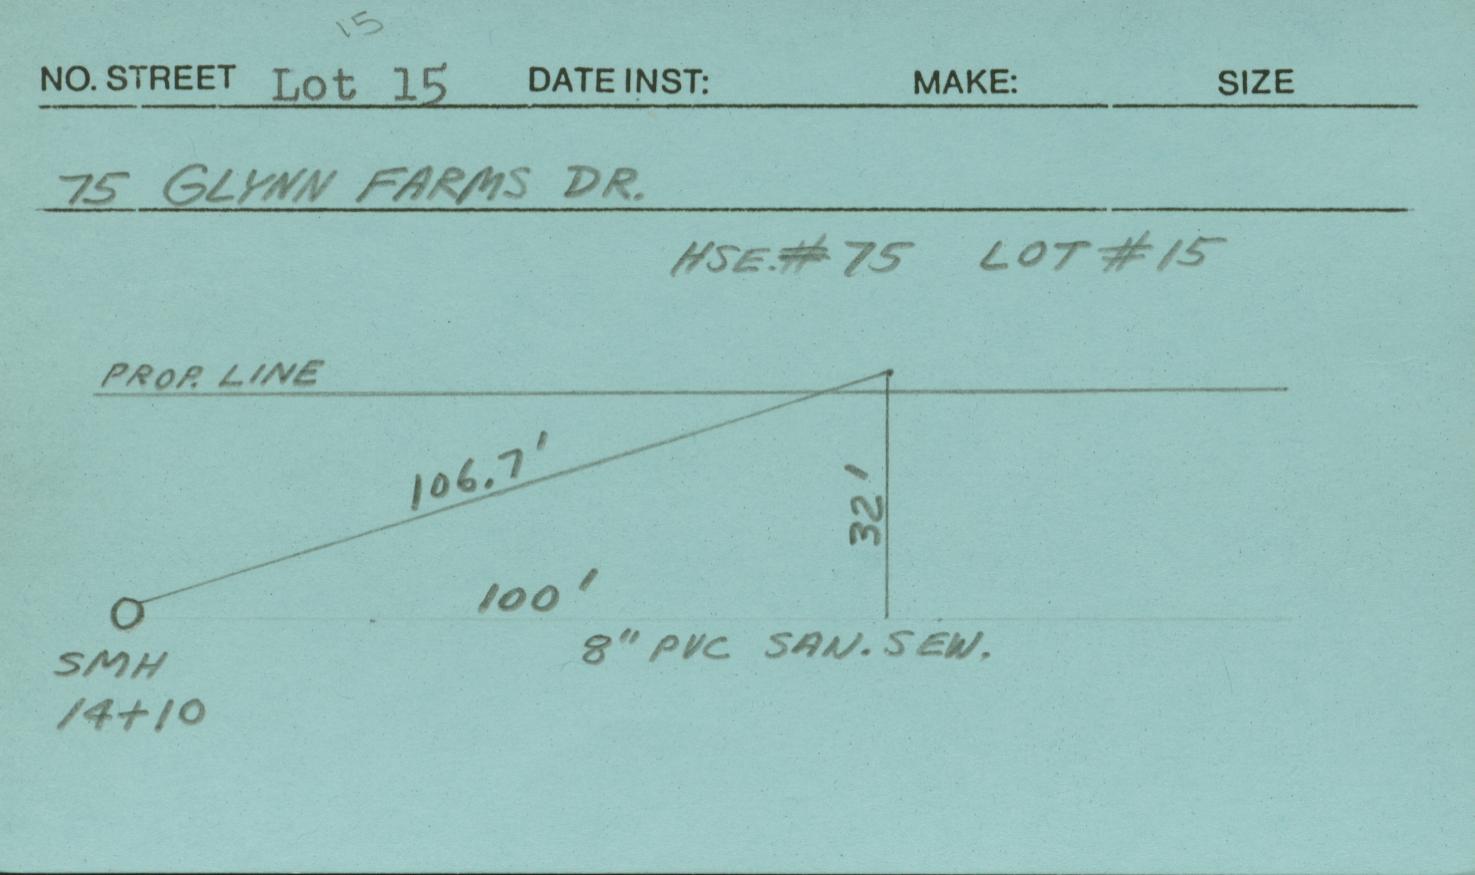 15
NO. STREET Lot 15 DATE INST: MAKE: SIZE
75 GLYNN FARMS DR.
HSE.# 75 LOT # 15
PROP. LINE
106.7'
32'
100'
8" PVC SAN. SEW.
SMH
14+10